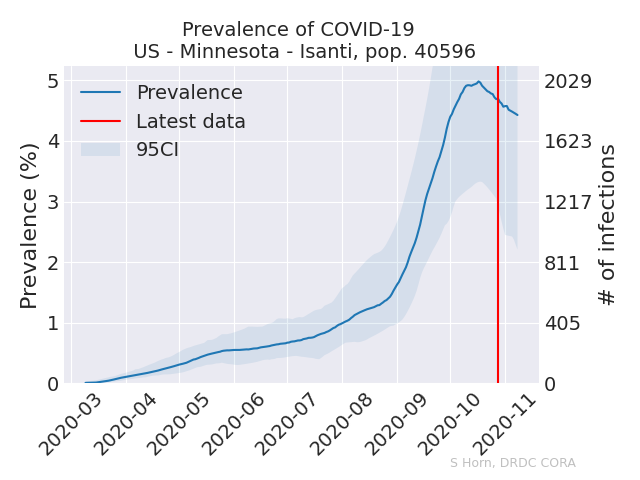 Prevalence of COVID-19
US - Minnesota - Isanti, pop. 40596
Prevalence
Latest data
95CI
Prevalence (%)
5
4
3
2
1
0
2029
1623
1217
811
405
0
# of infections
2020-03
2020-04
2020-05
2020-06
2020-07
2020-08
2020-09
2020-10
2020-11
S Horn, DRDC CORA